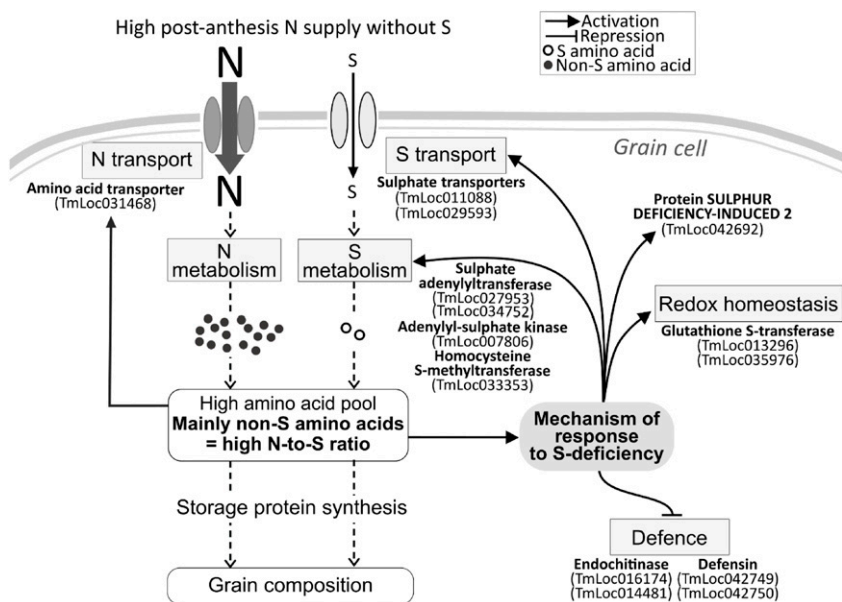 High post-anthesis N supply without S
Activation
Repression
S amino acid
Non-S amino acid
N
S
Grain cell
N transport
Amino acid transporter
(TmLoc031468)
N
S
S transport
Sulphate transporters
(TmLoc011088)
(TmLoc029593)
Protein SULPHUR
DEFICIENCY-INDUCED 2
(TmLoc042692)
N
metabolism
S
metabolism
Sulphate
adenylyltransferase
(TmLoc027953)
(TmLoc034752)
Adenylyl-sulphate kinase
(TmLoc007806)
Homocysteine
S-methyltransferase
(TmLoc033353)
Redox homeostasis
Glutathione S-transferase
(TmLoc013296)
(TmLoc035976)
High amino acid pool
Mainly non-S amino acids
= high N-to-S ratio
Mechanism of
response
to S-deficiency
Storage protein synthesis
Grain composition
Defence
Endochitinase
(TmLoc016174)
(TmLoc014481)
Defensin
(TmLoc042749)
(TmLoc042750)